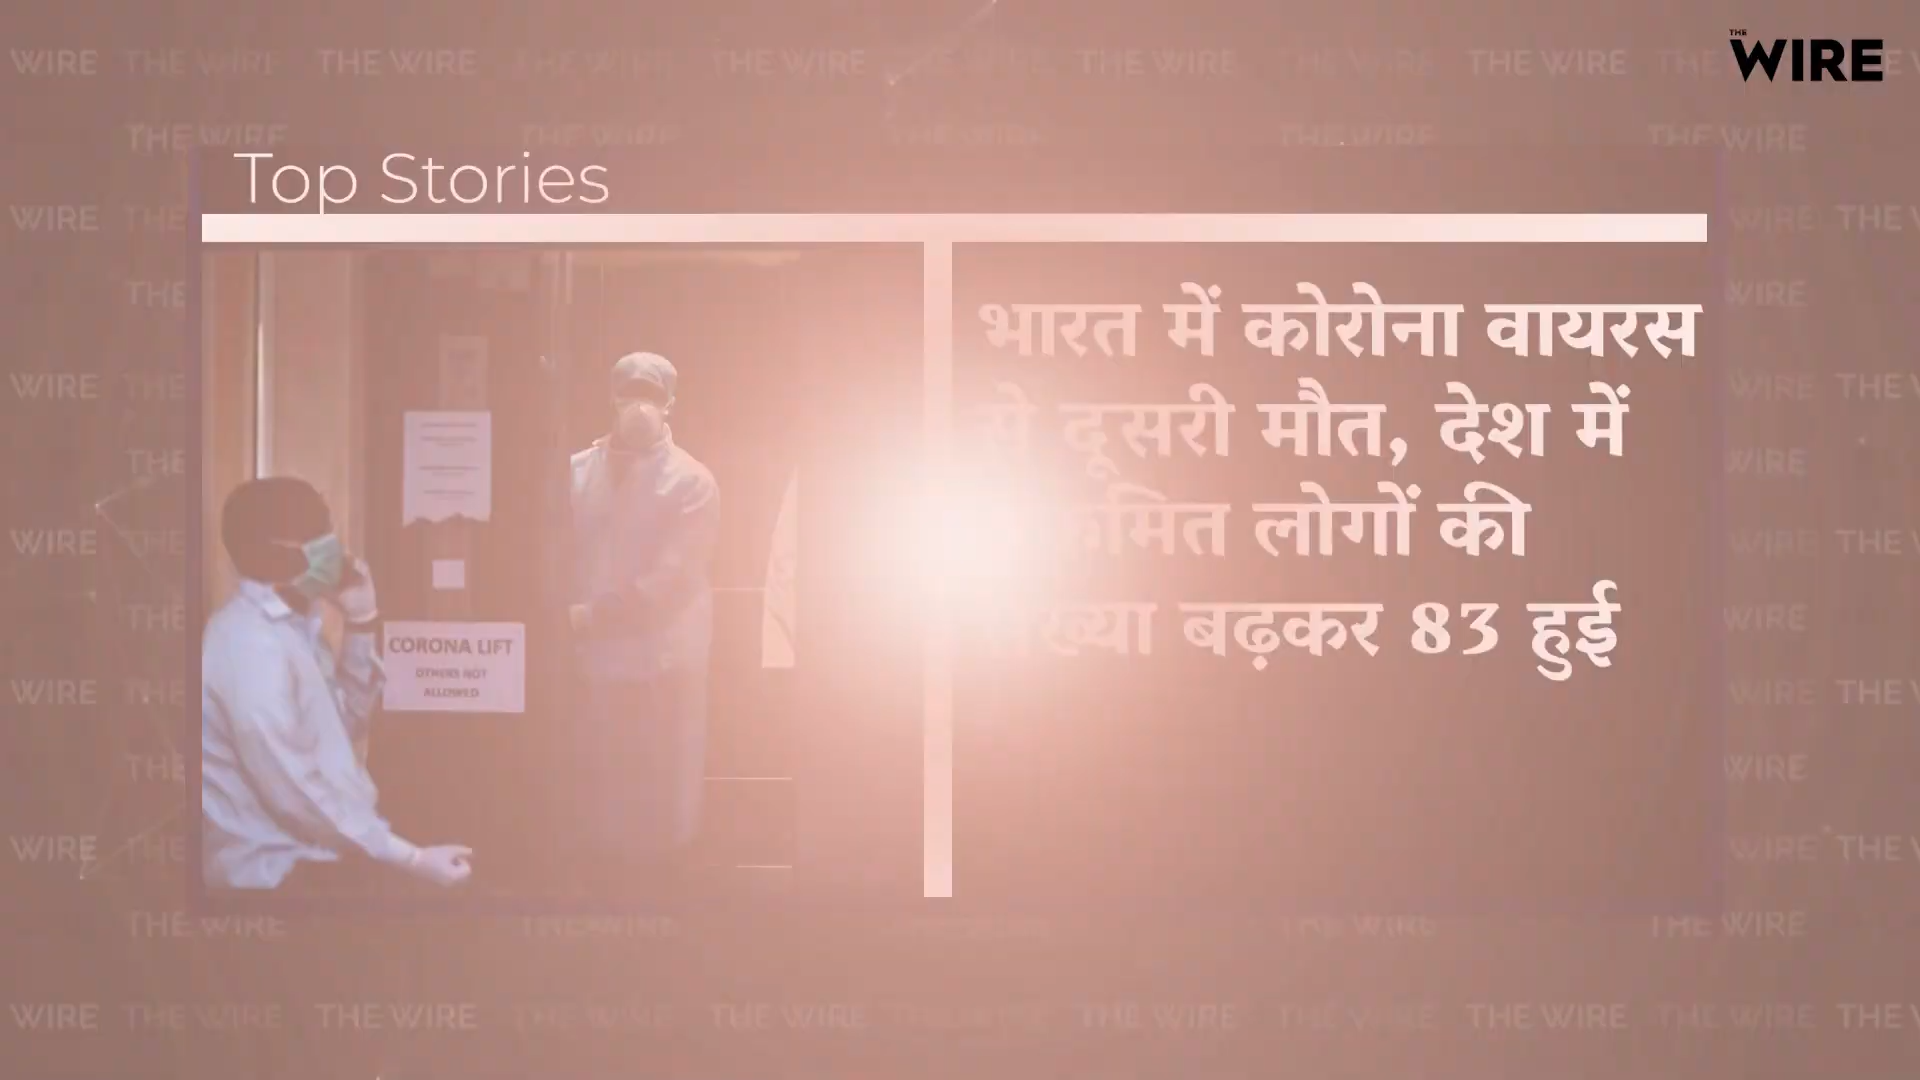 THE WIRE
Top Stories
भारत में कोरोना वायरस
दूसरी मौत, देश में
लोगों की
बढ़कर 83 हुई
CORONA LIFT
OTHERS NOT
ALLOWED